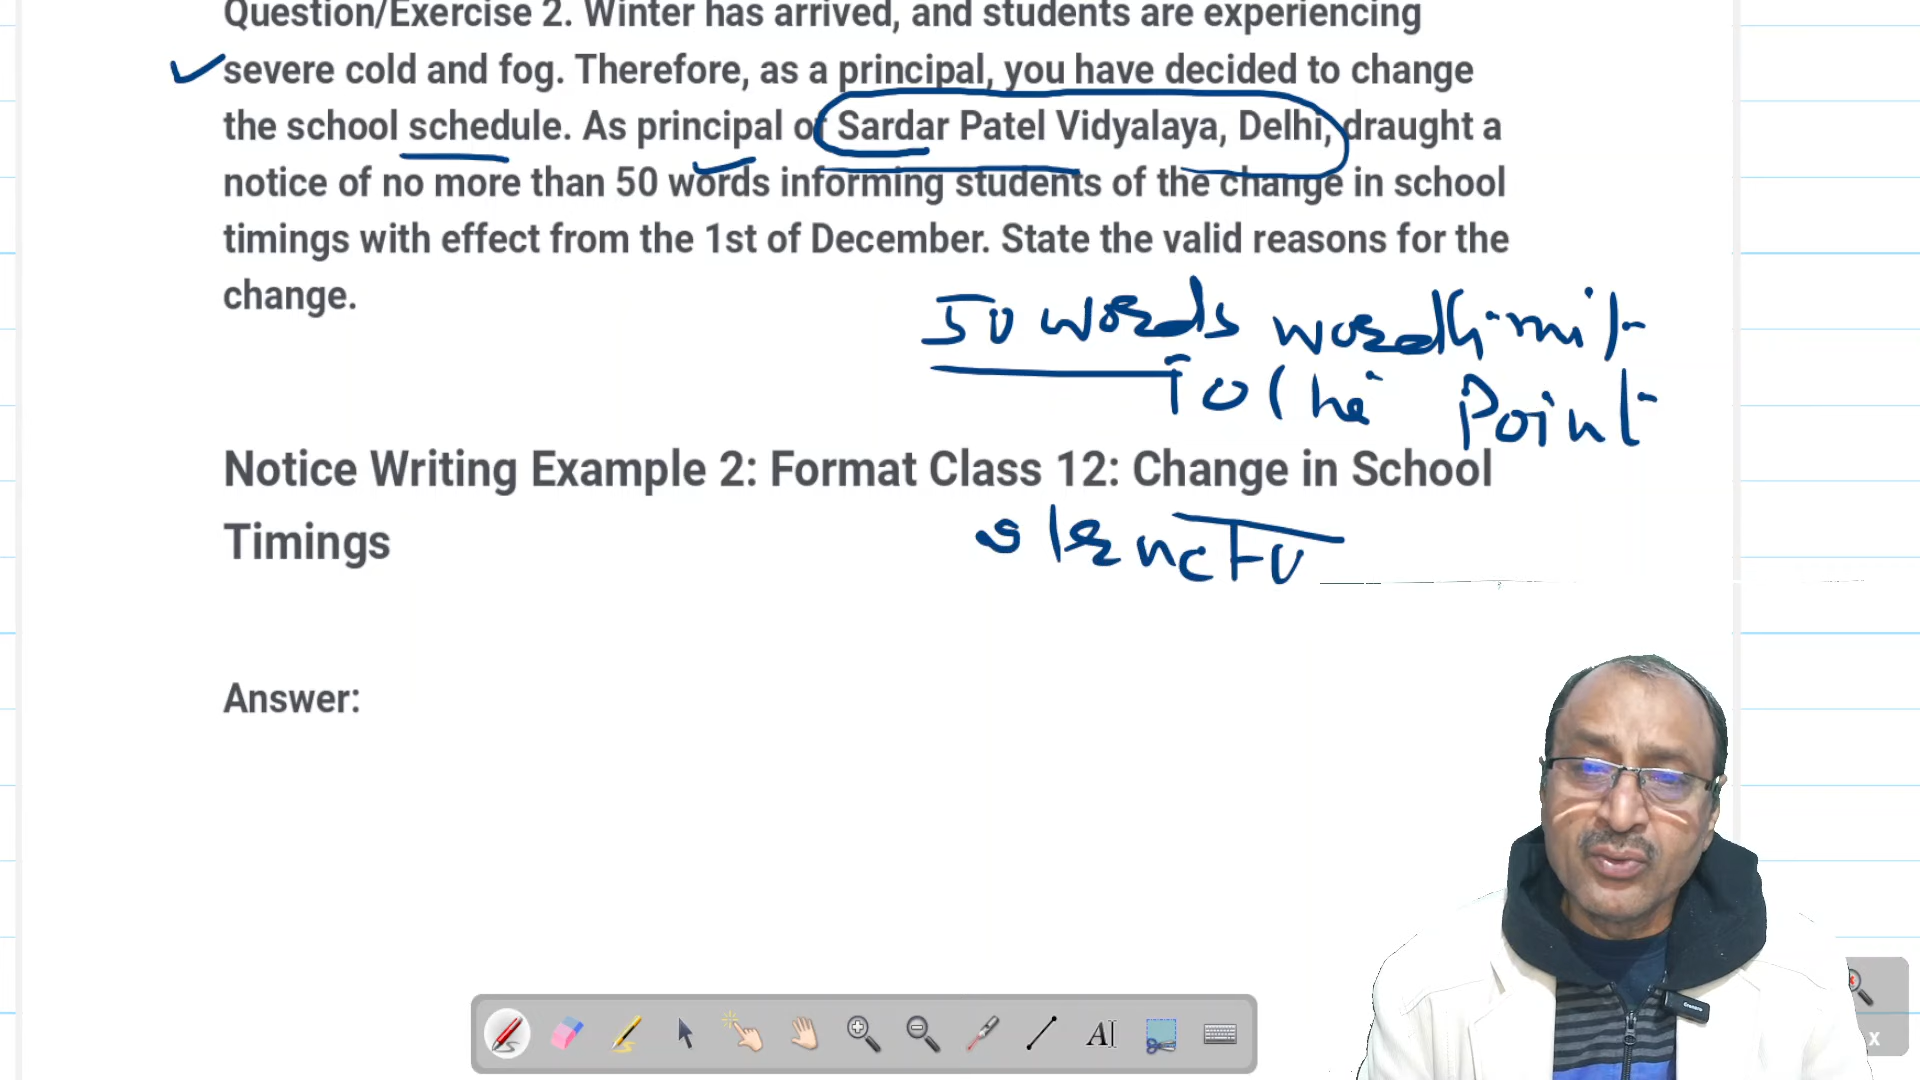 Question/Exercise 2. Winter has arrived, and students are experiencing
severe cold and fog. Therefore, as a principal, you have decided to change
the school schedule. As principal of Sardar Patel Vidyalaya, Delhi, draught a
notice of no more than 50 words informing students of the change in school
timings with effect from the 1st of December. State the valid reasons for the
change.
50 words word limit
To the Point
Notice Writing Example 2: Format Class 12: Change in School
Timings
Answer:
AI
x